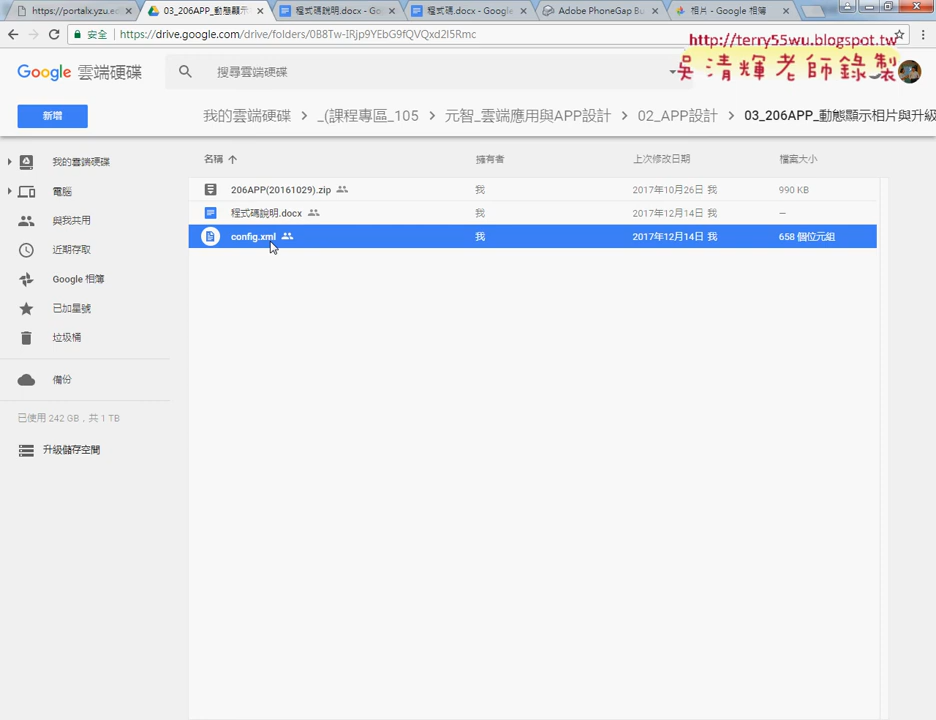 https://portalx.yzu.ed
03_206APP_動態顯示
程式碼說明.docx - Go
程式碼.docx - Google
Adobe PhoneGap Bu
相片 - Google 相簿
安全
https://drive.google.com/drive/folders/0B8Tw-IRjp9YEbG9fQVQxd2I5Rmc
http://terry55wu.blogspot.tw
吳清輝老師錄製
Google 雲端硬碟
搜尋雲端硬碟
新增
我的雲端硬碟 > _(課程專區_105 > 元智_雲端應用與APP設計 > 02_APP設計 > 03_206APP_動態顯示相片與升級
名稱
擁有者
上次修改日期
檔案大小
206APP(20161029).zip
我
2017年10月26日 我
990 KB
程式碼說明.docx
我
2017年12月14日 我
–
config.xml
我
2017年12月14日 我
658 個位元組
我的雲端硬碟
電腦
與我共用
近期存取
Google 相簿
已加星號
垃圾桶
備份
已使用 242 GB，共 1 TB
升級儲存空間